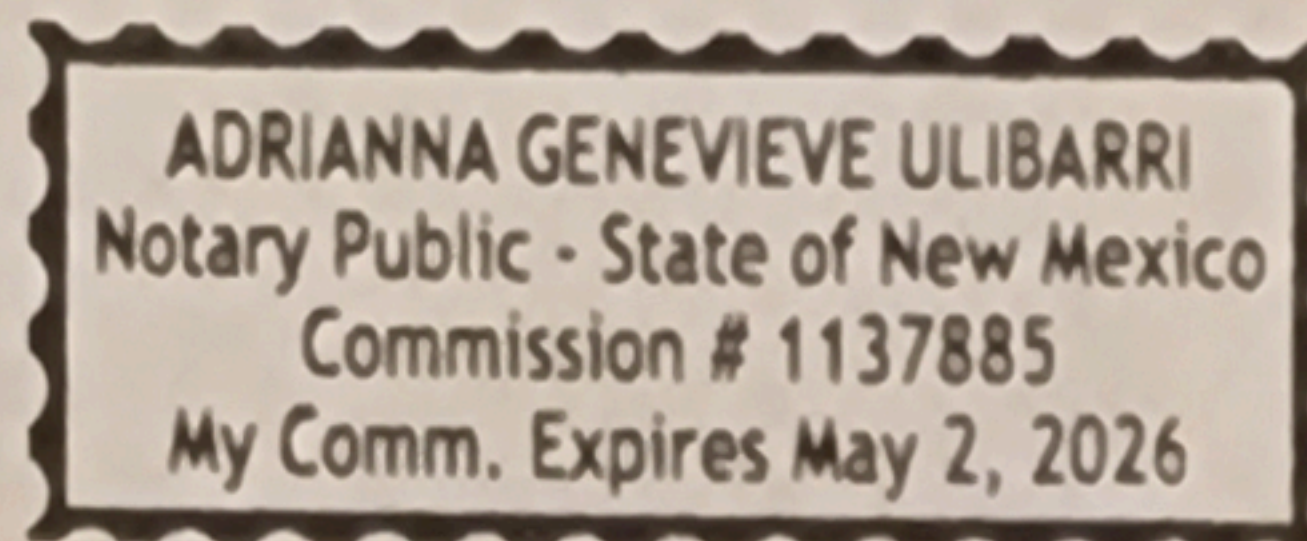 ADRIANNA GENEVIEVE ULIBARRI
Notary Public - State of New Mexico
Commission # 1137885
My Comm. Expires May 2, 2026